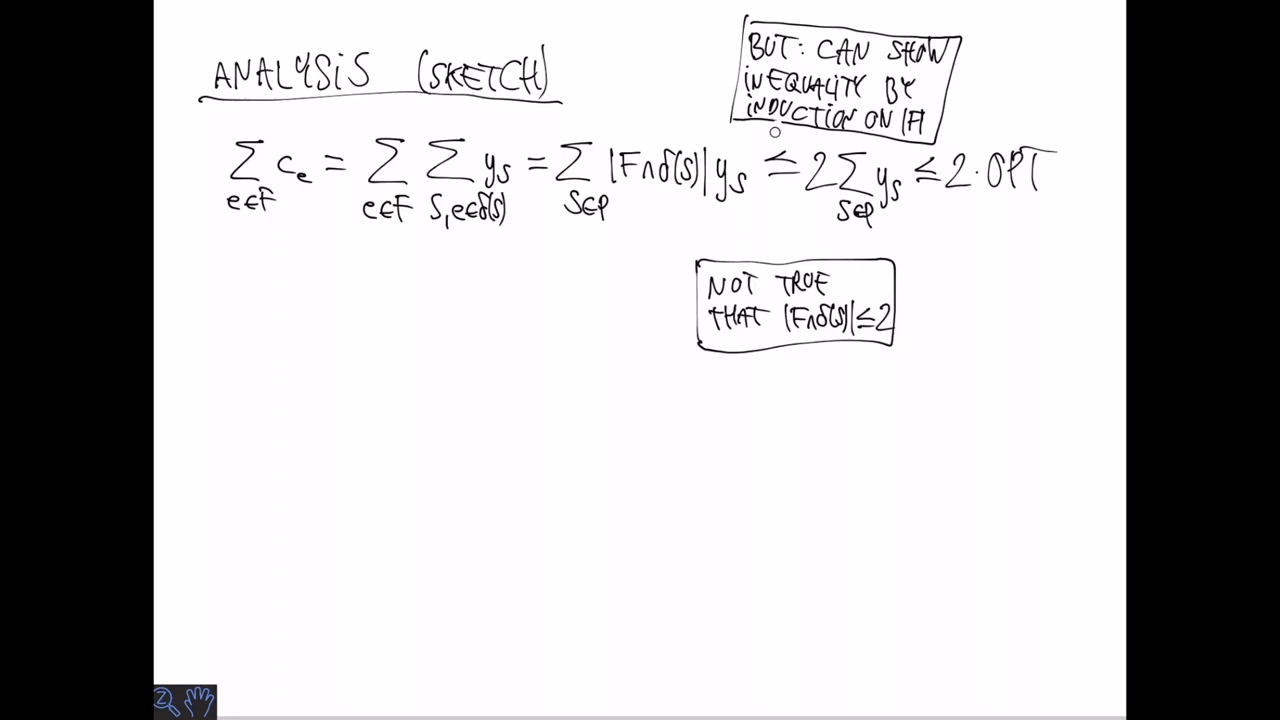 ANALYSIS (SKETCH)
BUT: CAN SHOW
INEQUALITY BY
INDUCTION ON |F|
∑_{e∈F} c_e = ∑_{e∈F} ∑_{S, e∈δ(S)} y_S = ∑_{S∈P} |F∩δ(S)| y_S ≤ 2 ∑_{S∈P} y_S ≤ 2·OPT
NOT TRUE
THAT |F∩δ(S)| ≤ 2